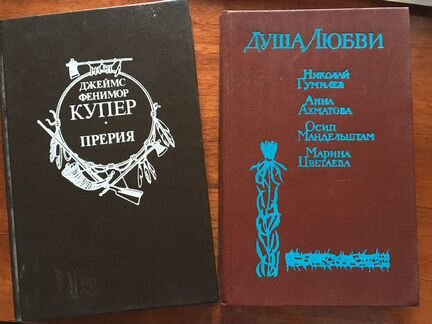 ДЖЕЙМС
ФЕНИМОР
КУПЕР
ПРЕРИЯ
ДУША ЛЮБВИ
НИКОЛАЙ
ГУМИЛЕВ
АННА
АХМАТОВА
ОСИП
МАНДЕЛЬШТАМ
МАРИНА
ЦВЕТАЕВА